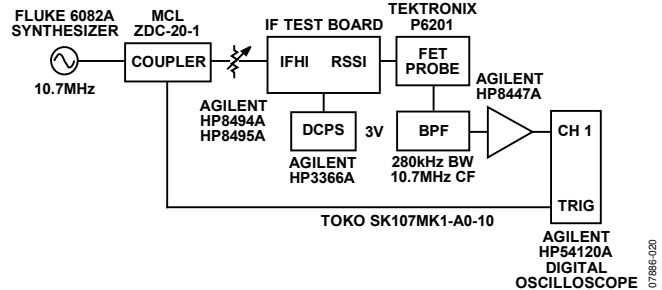 FLUKE 6082A
SYNTHESIZER
10.7MHz
MCL
ZDC-20-1
COUPLER
AGILENT
HP8494A
HP8495A
IF TEST BOARD
IFHI RSSI
DCPS
3V
AGILENT
HP3366A
TEKTRONIX
P6201
FET
PROBE
BPF
280kHz BW
10.7MHz CF
AGILENT
HP8447A
CH 1
TRIG
TOKO SK107MK1-A0-10
AGILENT
HP54120A
DIGITAL
OSCILLOSCOPE
07886-020